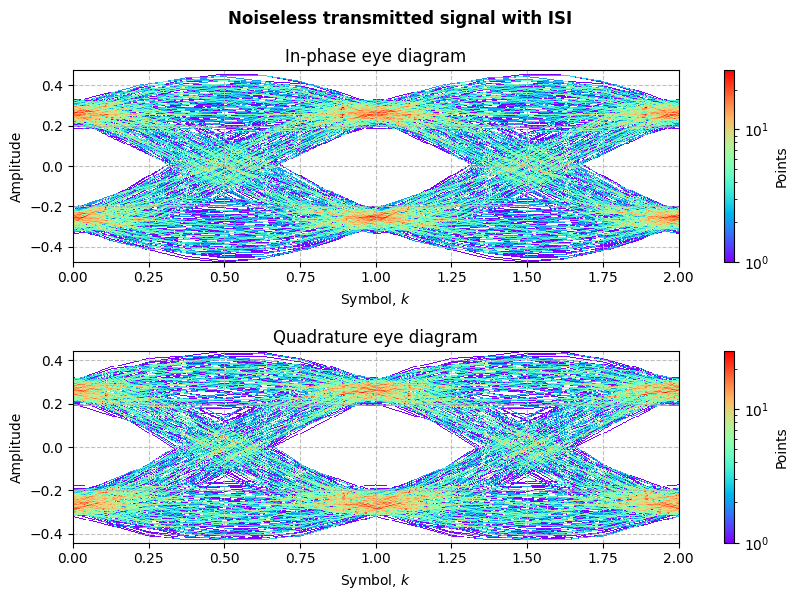 Noiseless transmitted signal with ISI
In-phase eye diagram
Amplitude
0.4
0.2
0.0
−0.2
−0.4
0.00 0.25 0.50 0.75 1.00 1.25 1.50 1.75 2.00
Symbol, k
10¹
10⁰
Points
Quadrature eye diagram
Amplitude
0.4
0.2
0.0
−0.2
−0.4
0.00 0.25 0.50 0.75 1.00 1.25 1.50 1.75 2.00
Symbol, k
10¹
10⁰
Points